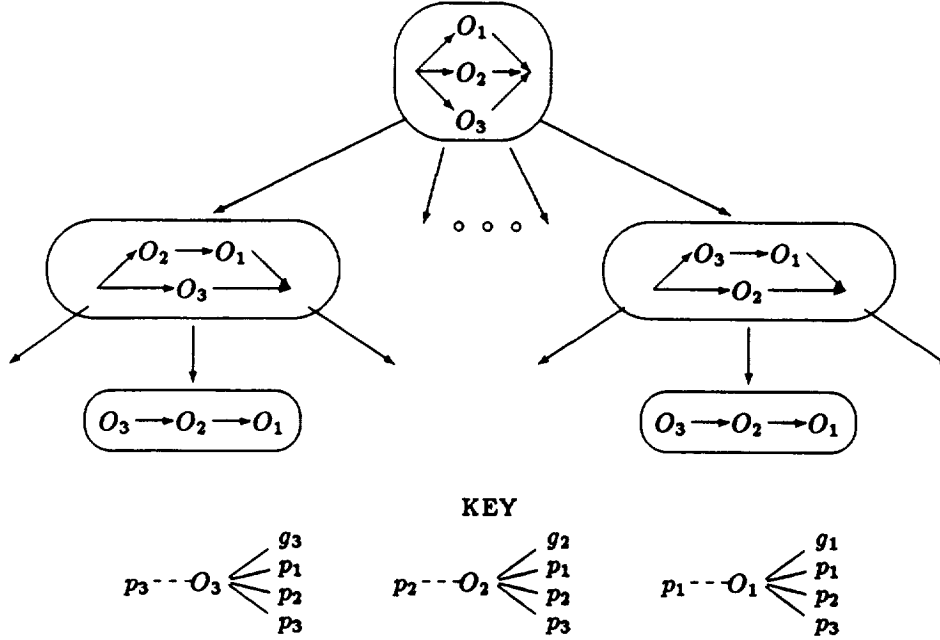 O₁
O₂
O₃
O₂ O₁
O₃
O₃ O₁
O₂
O₃ O₂ O₁
O₃ O₂ O₁
KEY
p₃ O₃ g₃ p₁ p₂ p₃
p₂ O₂ g₂ p₁ p₂ p₃
p₁ O₁ g₁ p₁ p₂ p₃